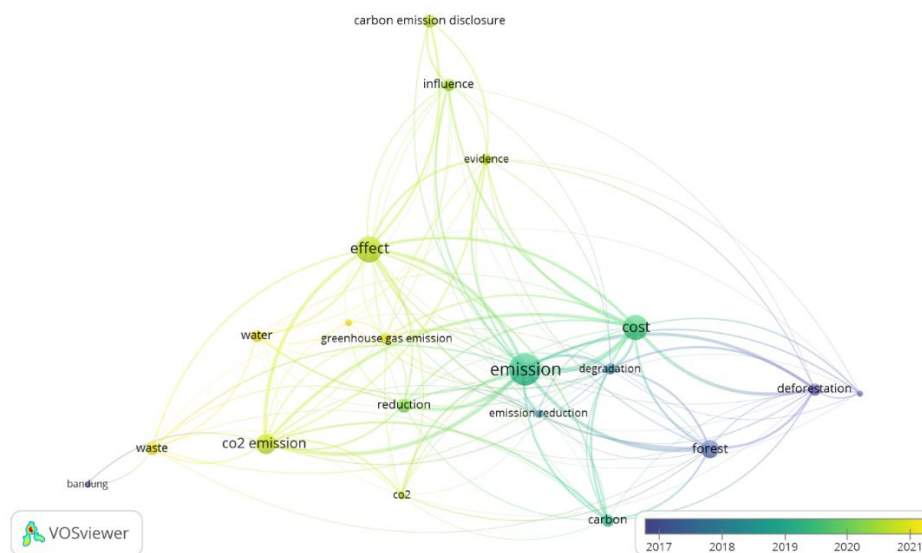 carbon emission disclosure
influence
evidence
effect
cost
water
greenhouse gas emission
emission
degradation
deforestation
reduction
emission reduction
co2 emission
waste
forest
bandung
co2
carbon
VOSviewer
2017 2018 2019 2020 2021